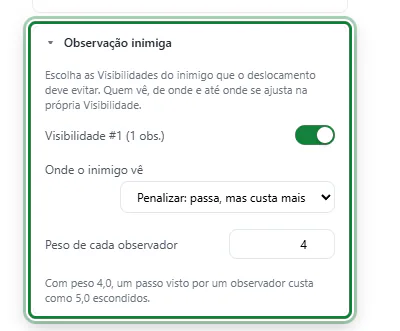 Observação inimiga
Escolha as Visibilidades do inimigo que o deslocamento
deve evitar. Quem vê, de onde e até onde se ajusta na
própria Visibilidade.
Visibilidade #1 (1 obs.)
Onde o inimigo vê
Penalizar: passa, mas custa mais
Peso de cada observador
4
Com peso 4,0, um passo visto por um observador custa
como 5,0 escondidos.